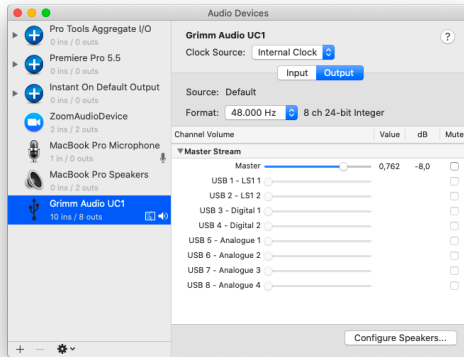 Audio Devices
Pro Tools Aggregate I/O
0 ins / 0 outs
Premiere Pro 5.5
0 ins / 0 outs
Instant On Default Output
0 ins / 0 outs
ZoomAudioDevice
2 ins / 2 outs
MacBook Pro Microphone
1 in / 0 outs
MacBook Pro Speakers
0 ins / 2 outs
Grimm Audio UC1
10 ins / 8 outs
Grimm Audio UC1
?
Clock Source: Internal Clock
Input Output
Source: Default
Format: 48.000 Hz 8 ch 24-bit Integer
Channel Volume Value dB Mute
Master Stream
Master 0,762 -8,0
USB 1 - LS1 1
USB 2 - LS1 2
USB 3 - Digital 1
USB 4 - Digital 2
USB 5 - Analogue 1
USB 6 - Analogue 2
USB 7 - Analogue 3
USB 8 - Analogue 4
Configure Speakers...